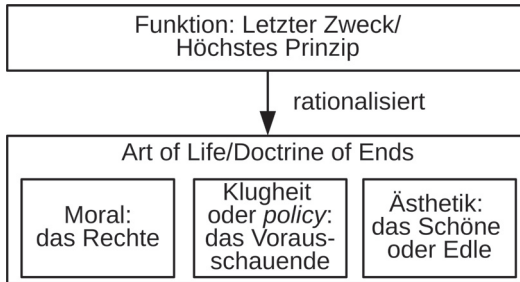 Funktion: Letzter Zweck/
Höchstes Prinzip
rationalisiert
Art of Life/Doctrine of Ends
Moral:
das Rechte
Klugheit
oder policy:
das Voraus-
schauende
Ästhetik:
das Schöne
oder Edle